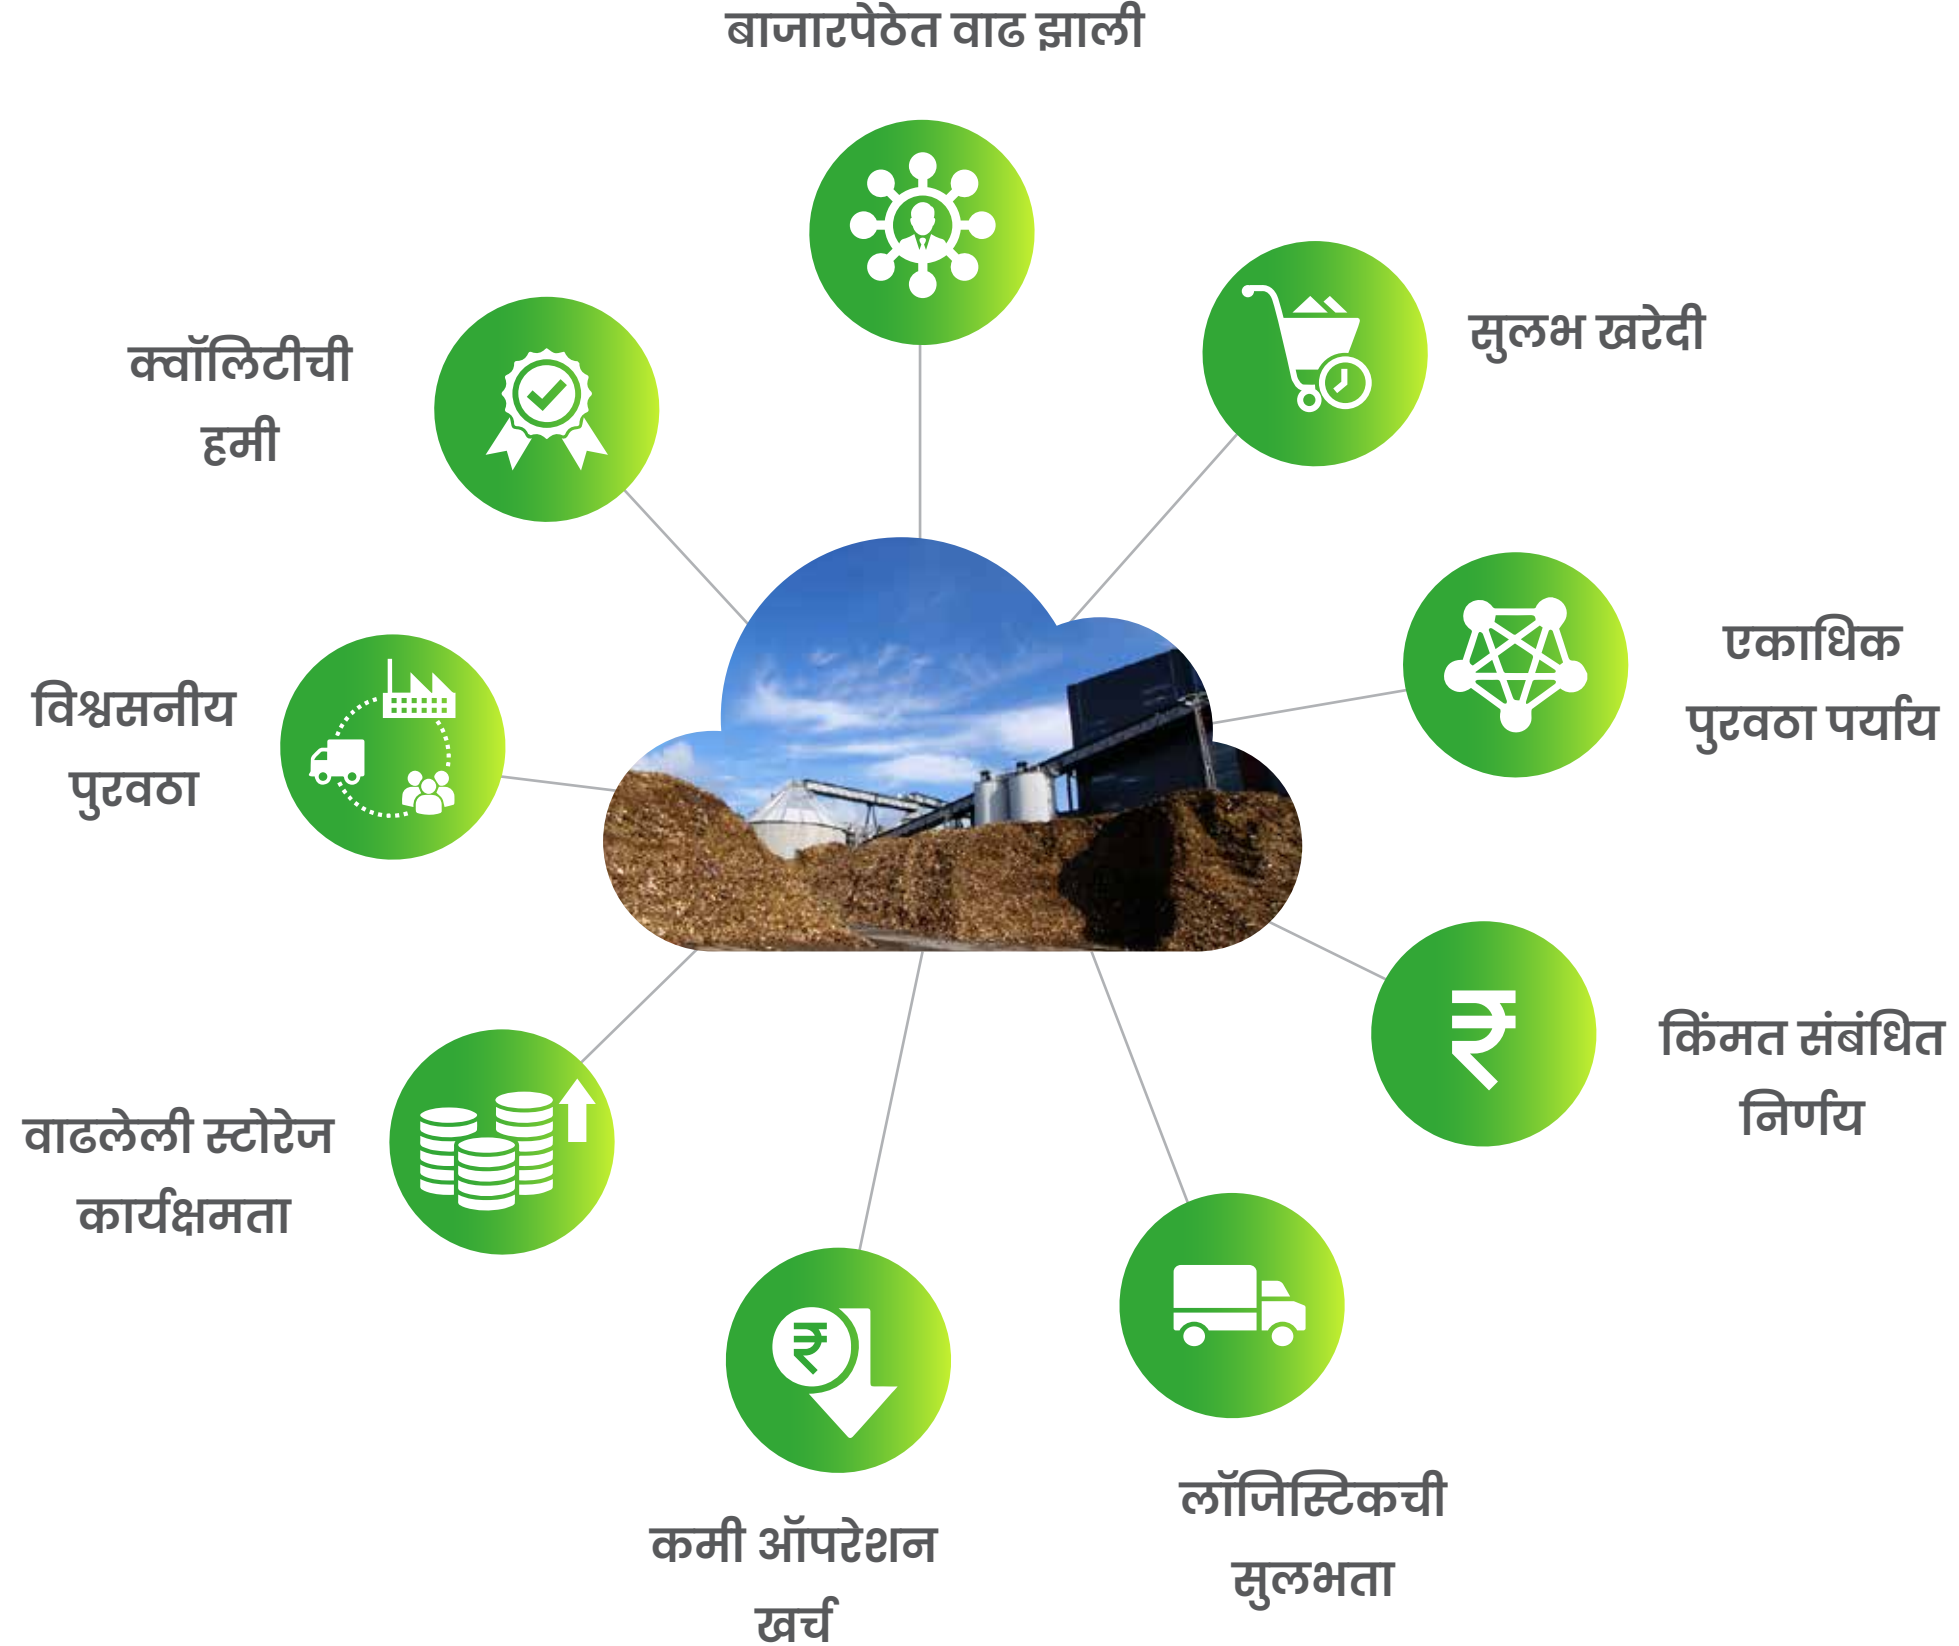 बाजारपेठेत वाढ झाली
सुलभ खरेदी
एकाधिक
पुरवठा पर्याय
किंमत संबंधित
निर्णय
लॉजिस्टिकची
सुलभता
कमी ऑपरेशन
खर्च
वाढलेली स्टोरेज
कार्यक्षमता
विश्वसनीय
पुरवठा
क्वॉलिटीची
हमी
₹
₹